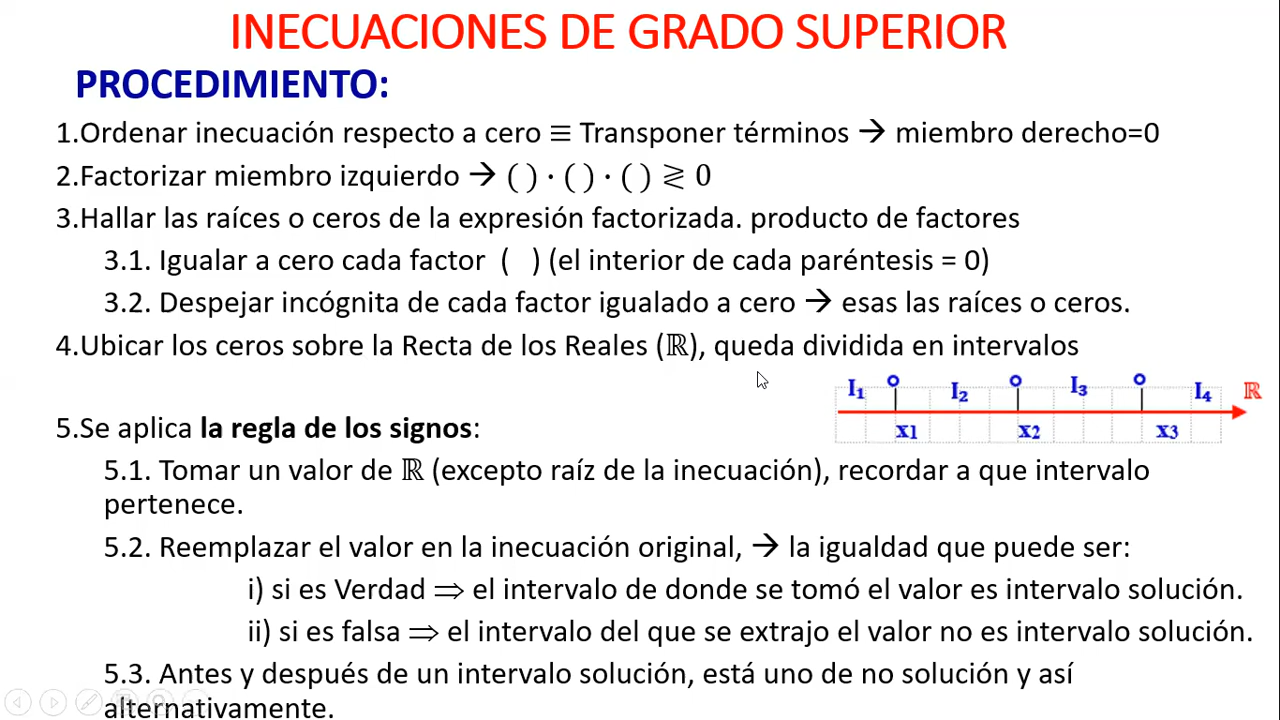 INECUACIONES DE GRADO SUPERIOR
PROCEDIMIENTO:
1.Ordenar inecuación respecto a cero ≡ Transponer términos → miembro derecho=0
2.Factorizar miembro izquierdo → ( ) · ( ) · ( ) ≷ 0
3.Hallar las raíces o ceros de la expresión factorizada. producto de factores
3.1. Igualar a cero cada factor ( ) (el interior de cada paréntesis = 0)
3.2. Despejar incógnita de cada factor igualado a cero → esas las raíces o ceros.
4.Ubicar los ceros sobre la Recta de los Reales (ℝ), queda dividida en intervalos
I₁ I₂ I₃ I₄ ℝ
x1 x2 x3
5.Se aplica la regla de los signos:
5.1. Tomar un valor de ℝ (excepto raíz de la inecuación), recordar a que intervalo
pertenece.
5.2. Reemplazar el valor en la inecuación original, → la igualdad que puede ser:
i) si es Verdad ⟹ el intervalo de donde se tomó el valor es intervalo solución.
ii) si es falsa ⟹ el intervalo del que se extrajo el valor no es intervalo solución.
5.3. Antes y después de un intervalo solución, está uno de no solución y así
alternativamente.